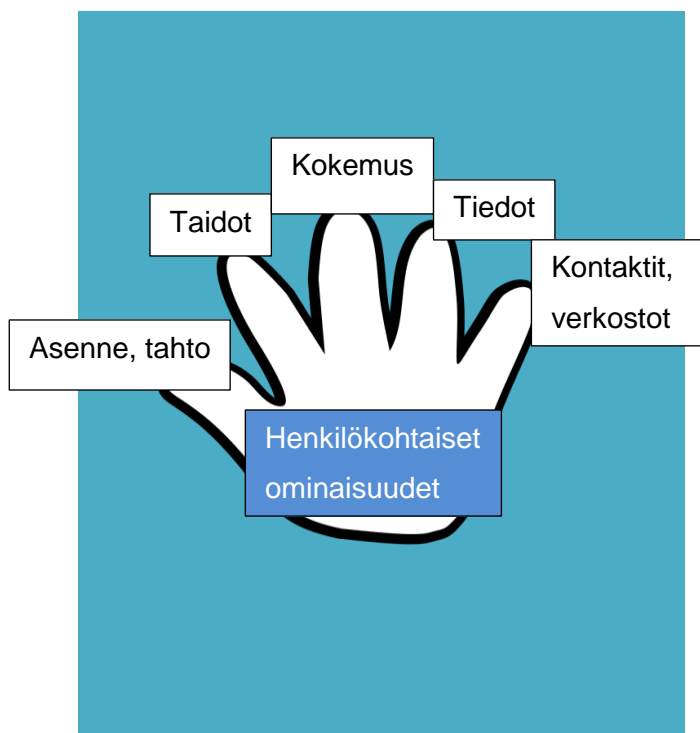 Kokemus
Taidot
Tiedot
Kontaktit,
verkostot
Asenne, tahto
Henkilökohtaiset
ominaisuudet